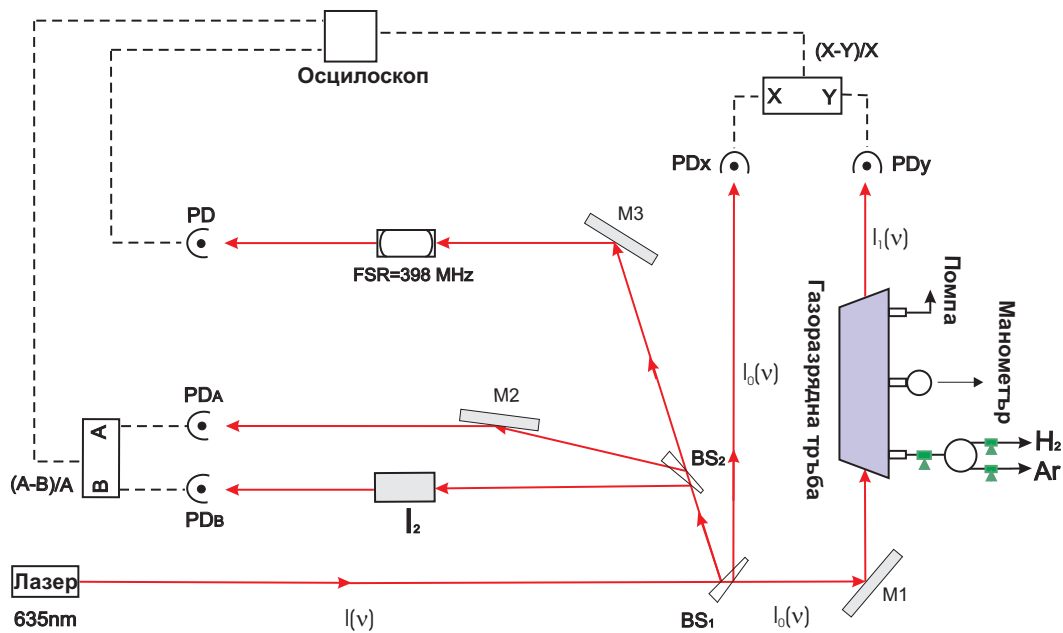 Осцилоскоп
(X-Y)/X
X Y
PDx
PDy
PD
M3
FSR=398 MHz
I₁(ν)
Помпа
Газоразрядна тръба
Манометър
I₀(ν)
M2
PDA
A
B
(A-B)/A
PDB
I₂
BS₂
H₂
Ar
Лазер
635nm
I(ν)
BS₁
I₀(ν)
M1